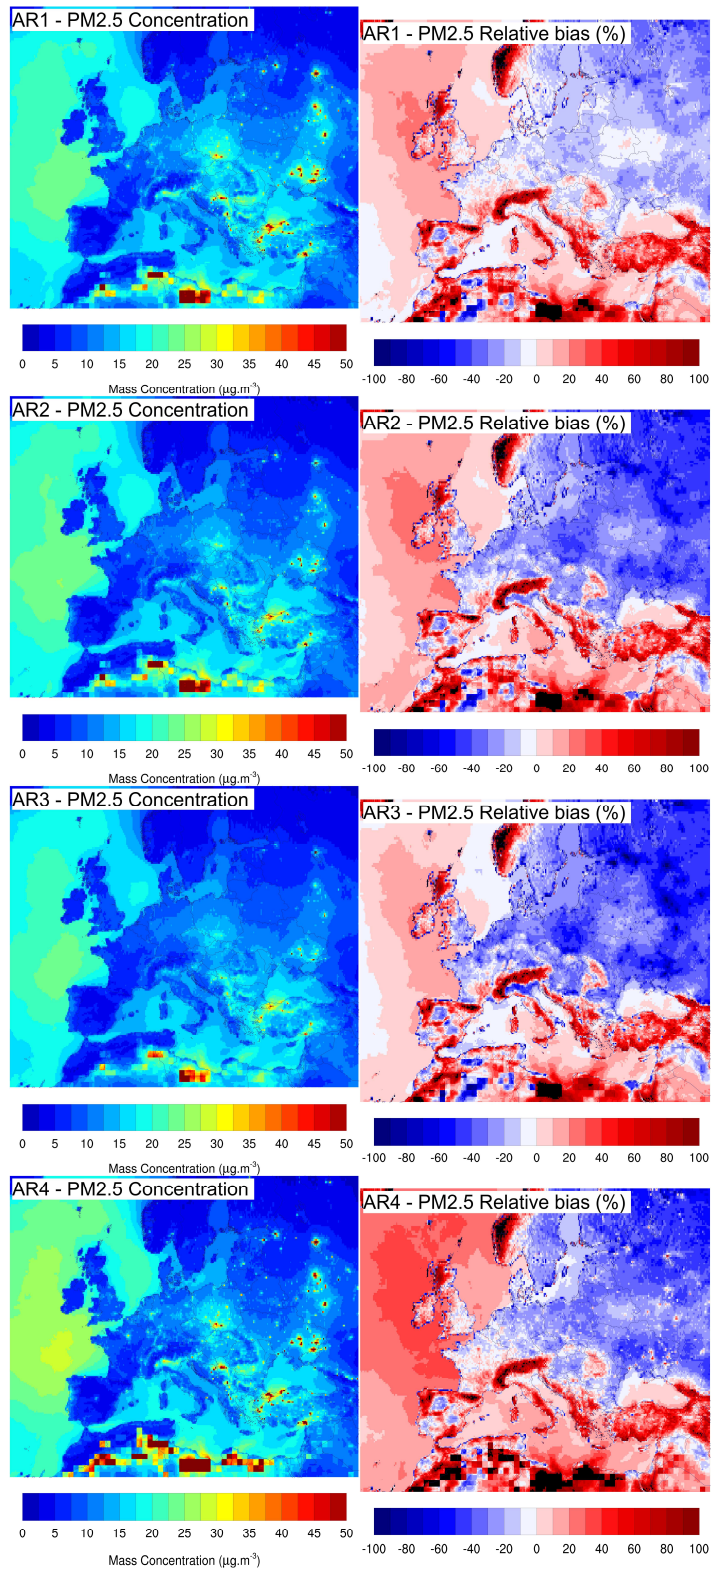 AR1 - PM2.5 Concentration
AR1 - PM2.5 Relative bias (%)
0 5 10 15 20 25 30 35 40 45 50
Mass Concentration (µg.m-3)
-100 -80 -60 -40 -20 0 20 40 60 80 100
AR2 - PM2.5 Concentration
AR2 - PM2.5 Relative bias (%)
0 5 10 15 20 25 30 35 40 45 50
Mass Concentration (µg.m-3)
-100 -80 -60 -40 -20 0 20 40 60 80 100
AR3 - PM2.5 Concentration
AR3 - PM2.5 Relative bias (%)
0 5 10 15 20 25 30 35 40 45 50
Mass Concentration (µg.m-3)
-100 -80 -60 -40 -20 0 20 40 60 80 100
AR4 - PM2.5 Concentration
AR4 - PM2.5 Relative bias (%)
0 5 10 15 20 25 30 35 40 45 50
Mass Concentration (µg.m-3)
-100 -80 -60 -40 -20 0 20 40 60 80 100